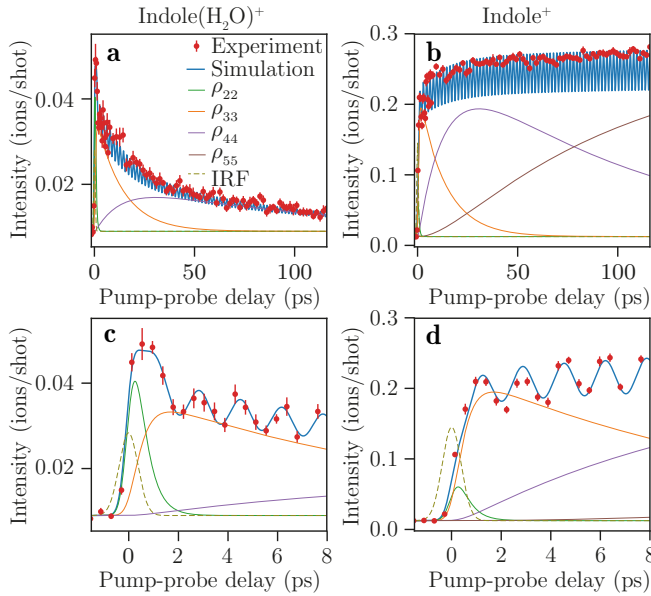 Indole(H₂O)⁺
Indole⁺
Intensity (ions/shot)
0.04
0.02
a
Experiment
Simulation
ρ₂₂
ρ₃₃
ρ₄₄
ρ₅₅
IRF
0 50 100
Pump-probe delay (ps)
Intensity (ions/shot)
0.3
0.2
0.1
0.0
b
0 50 100
Pump-probe delay (ps)
Intensity (ions/shot)
0.04
0.02
c
0 2 4 6 8
Pump-probe delay (ps)
Intensity (ions/shot)
0.3
0.2
0.1
0.0
d
0 2 4 6 8
Pump-probe delay (ps)